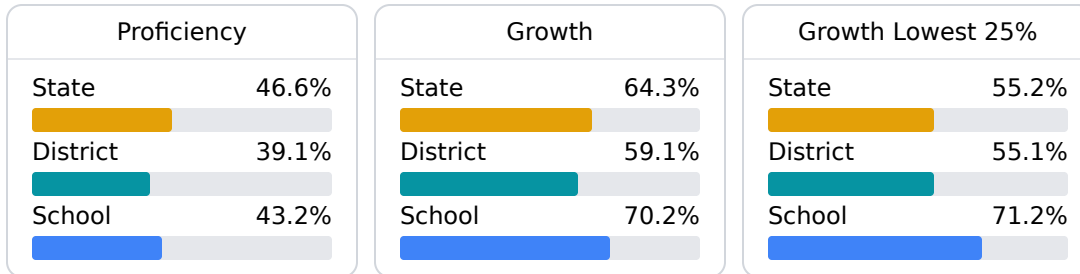 Proficiency
State 46.6%
District 39.1%
School 43.2%
Growth
State 64.3%
District 59.1%
School 70.2%
Growth Lowest 25%
State 55.2%
District 55.1%
School 71.2%